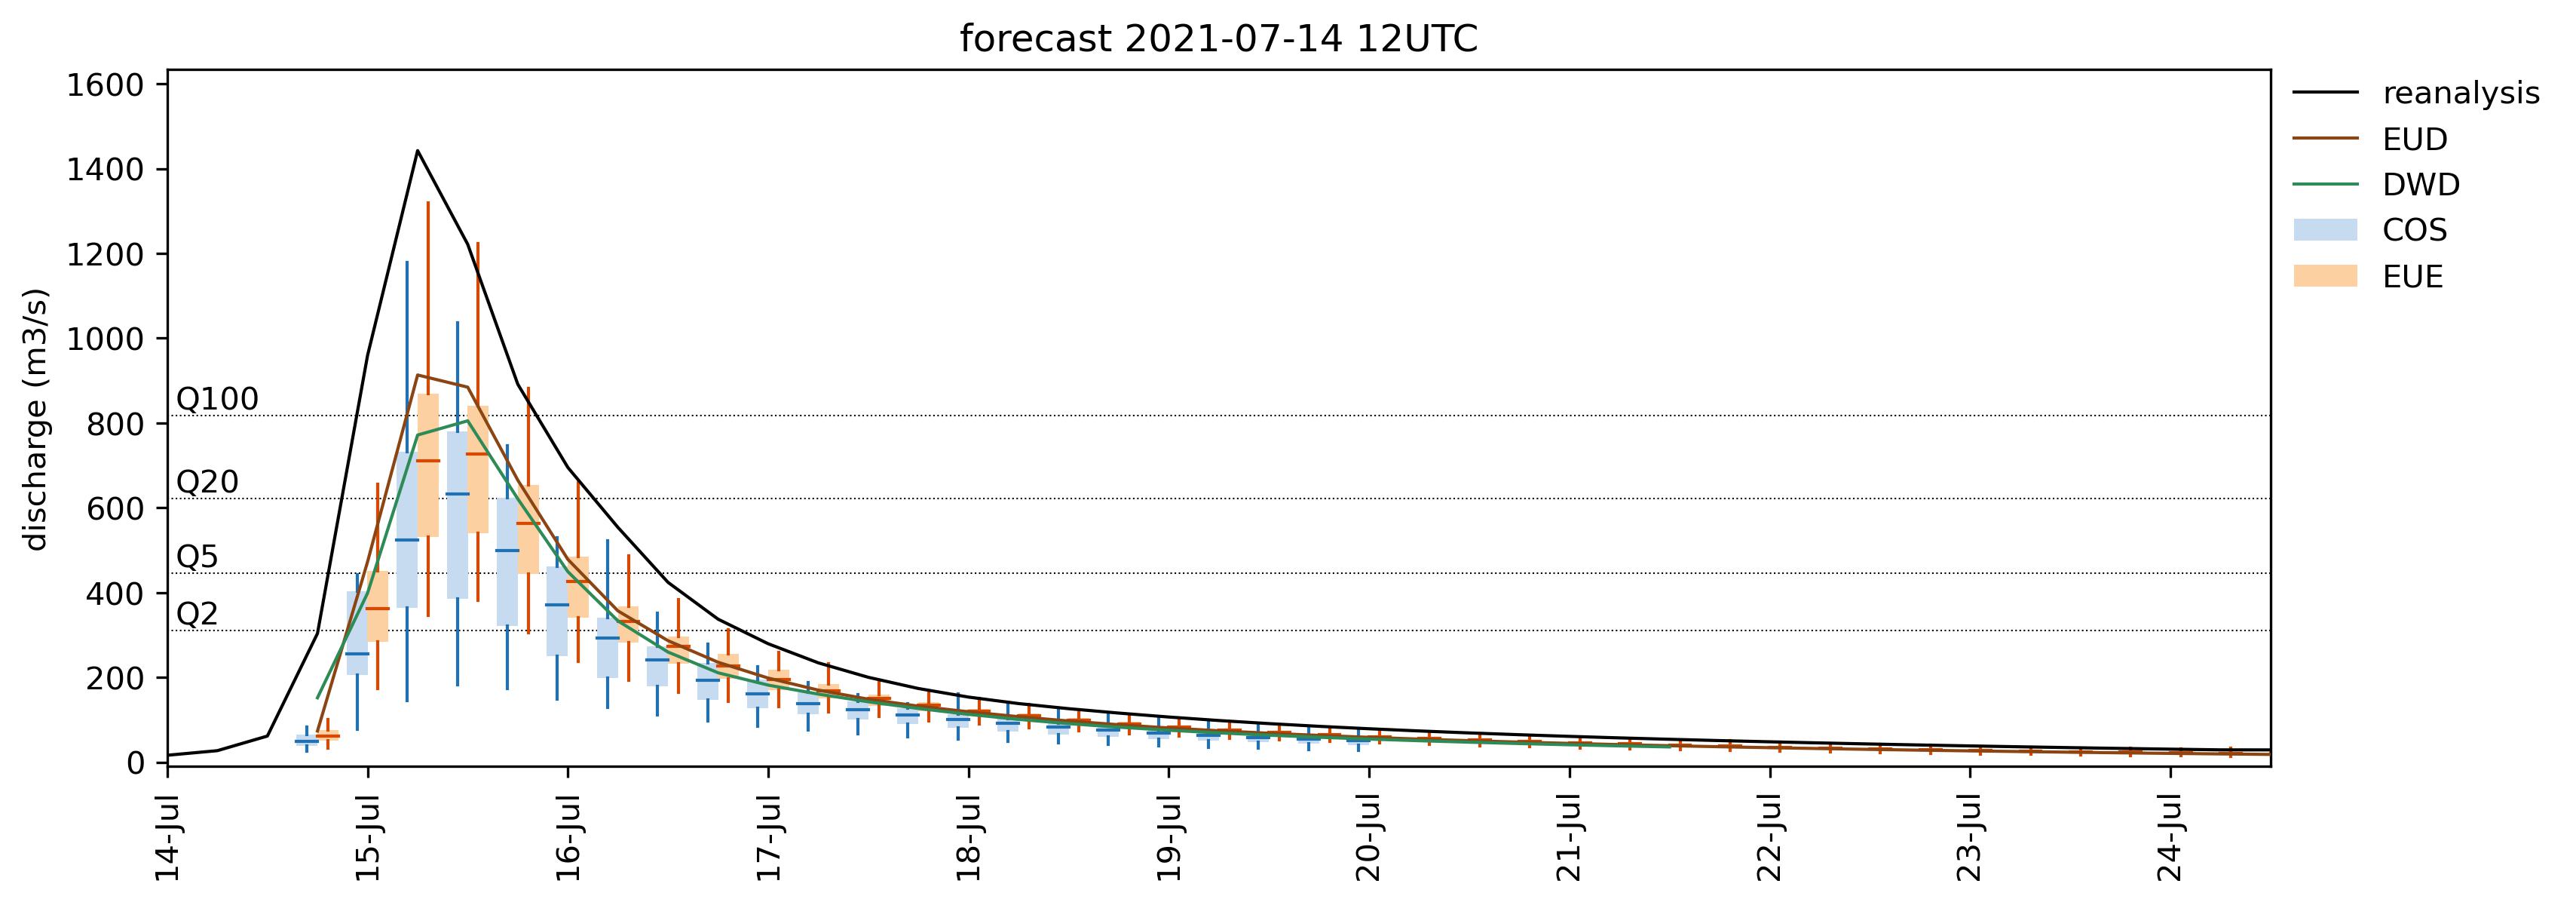 forecast 2021-07-14 12UTC
discharge (m3/s)
1600
1400
1200
1000
800
600
400
200
0
Q100
Q20
Q5
Q2
14-Jul
15-Jul
16-Jul
17-Jul
18-Jul
19-Jul
20-Jul
21-Jul
22-Jul
23-Jul
24-Jul
reanalysis
EUD
DWD
COS
EUE